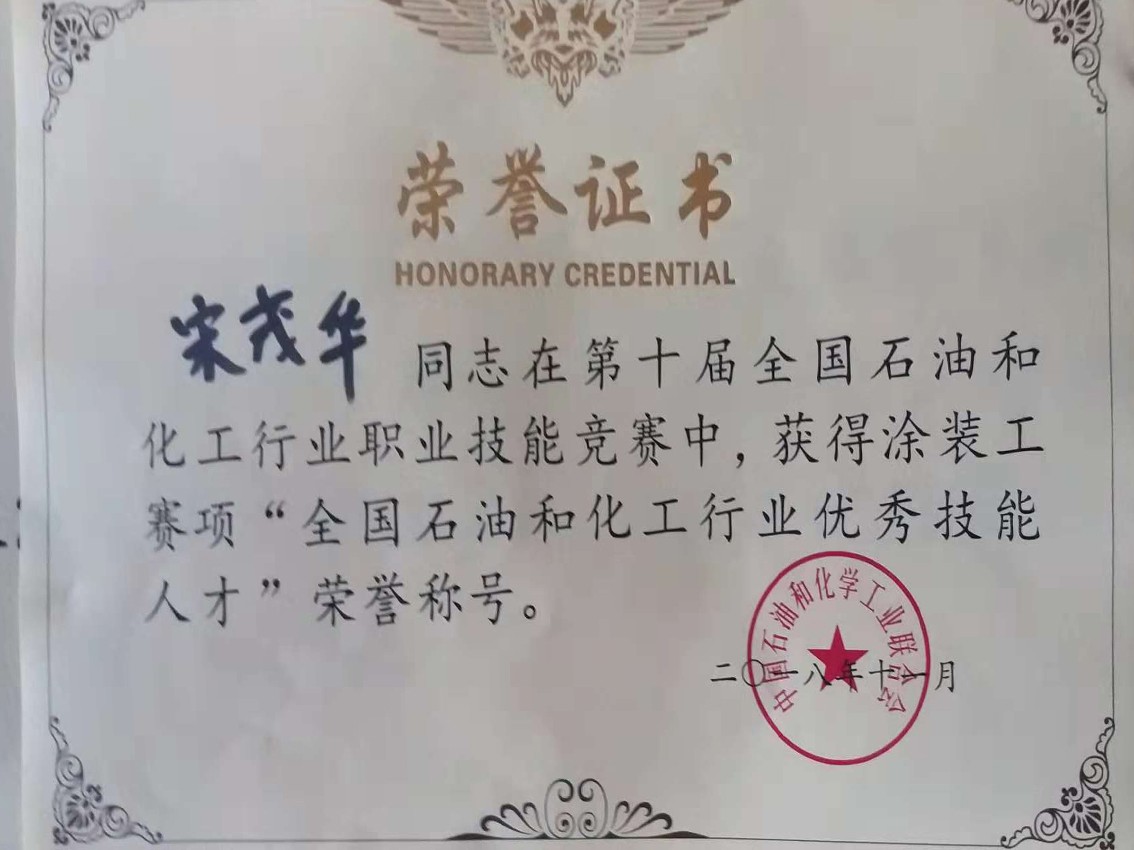 荣誉证书
HONORARY CREDENTIAL
宋茂华 同志在第十届全国石油和
化工行业职业技能竞赛中，获得涂装工
赛项“全国石油和化工行业优秀技能
人才”荣誉称号。
中国石油和化学工业联合会
二〇一八年十一月